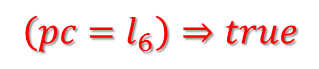 (pc = l₆) ⇒ true